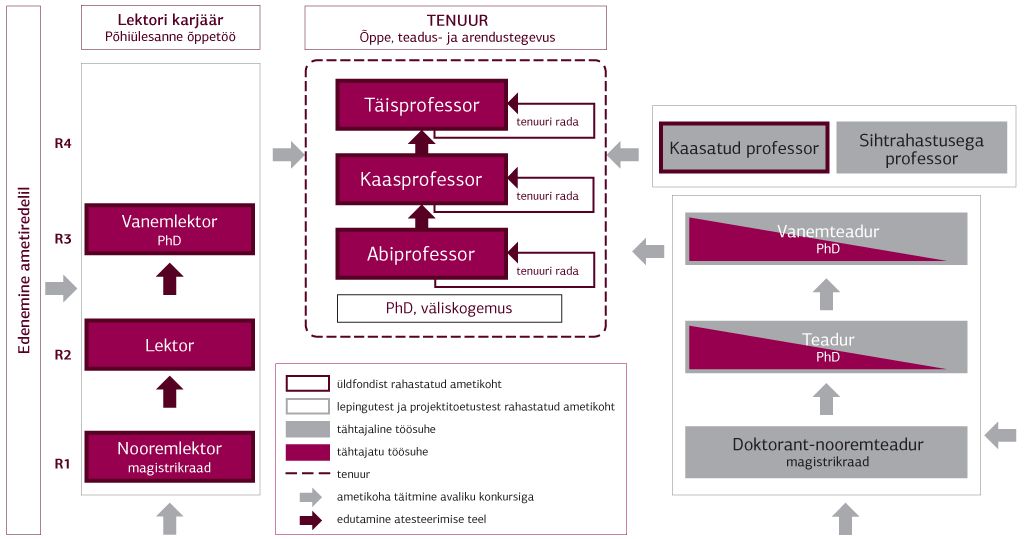 Edenemine ametiredelil
R4
R3
R2
R1
Lektori karjäär
Põhiülesanne õppetöö
Vanemlektor
PhD
Lektor
Nooremlektor
magistrikraad
TENUUR
Õppe, teadus- ja arendustegevus
Täisprofessor
tenuuri rada
Kaasprofessor
tenuuri rada
Abiprofessor
tenuuri rada
PhD, väliskogemus
Kaasatud professor
Sihtrahastusega
professor
Vanemteadur
PhD
Teadur
PhD
Doktorant-nooremteadur
magistrikraad
üldfondist rahastatud ametikoht
lepingutest ja projektitoetustest rahastatud ametikoht
tähtajaline töösuhe
tähtajatu töösuhe
tenuur
ametikoha täitmine avaliku konkursiga
edutamine atesteerimise teel